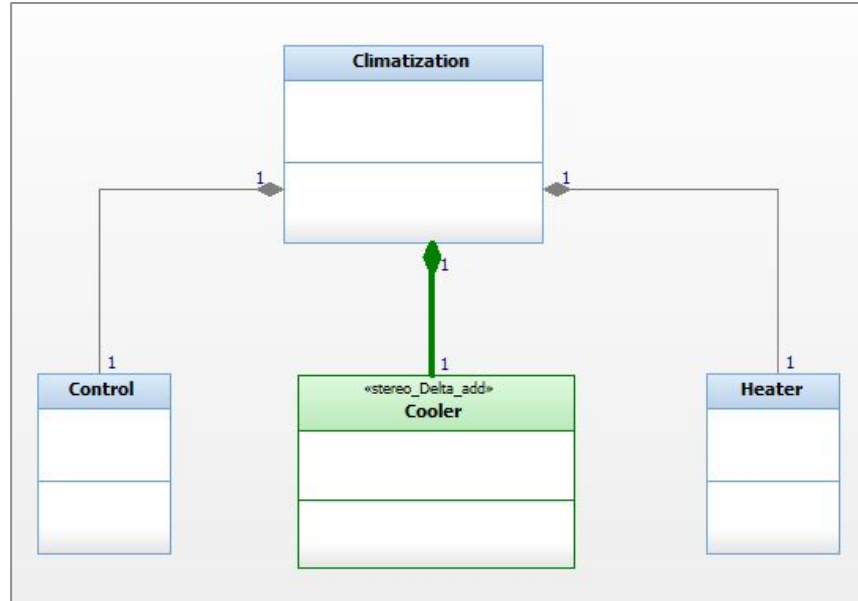 Climatization
1
1
1
1
1
1
Control
«stereo_Delta_add»
Cooler
Heater